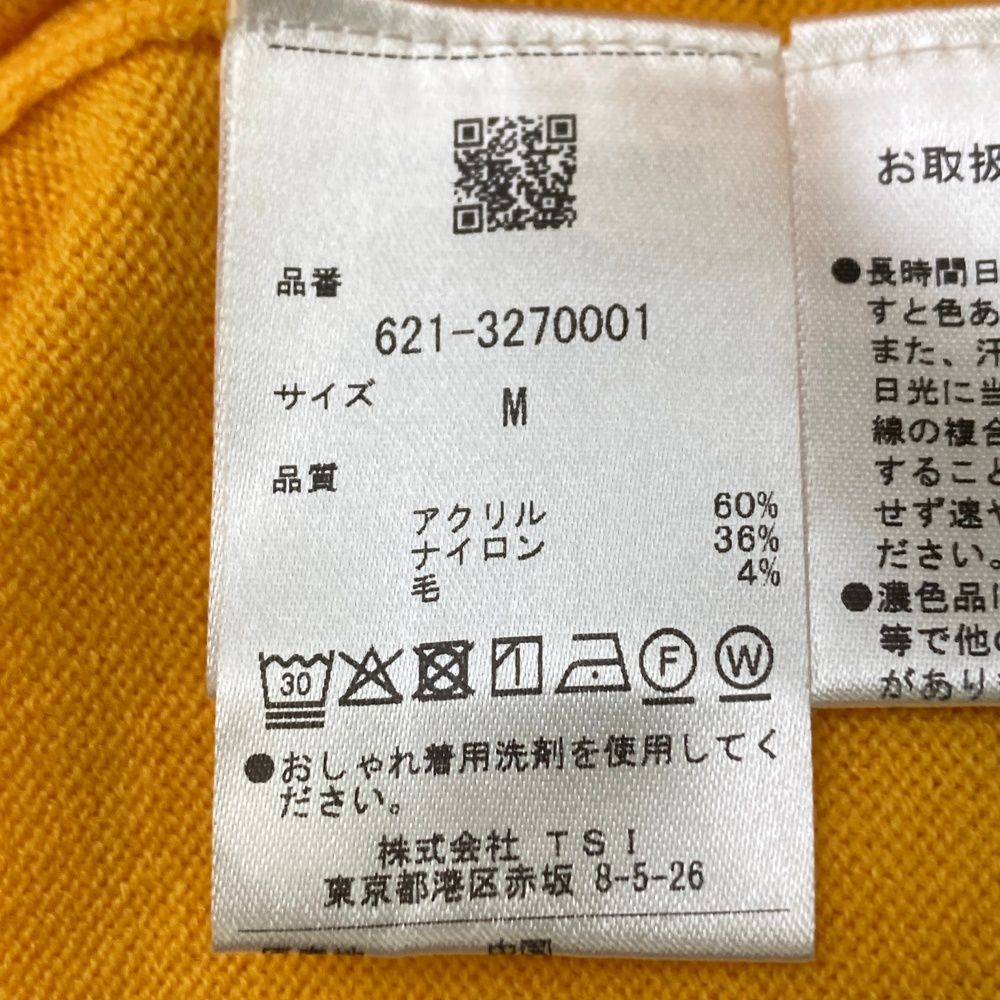 品番
621-3270001
サイズ M
品質
アクリル 60%
ナイロン 36%
毛 4%
30
F
W
●おしゃれ着用洗剤を使用してく
ださい。
株式会社 TSI
東京都港区赤坂 8-5-26
中国
お取扱
●長時間日
すと色あ
また、汗
日光に当
線の複合
すること
せず速や
ださい。
●濃色品に
等で他の
があり